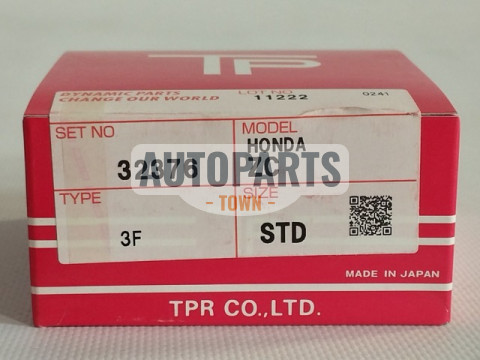 TP
DYNAMIC PARTS
CHANGE OUR WORLD
LOT NO
11222
0241
SET NO
32376
MODEL
HONDA
ZC
AUTOPARTS
- TOWN -
TYPE
3F
SIZE
STD
MADE IN JAPAN
TPR CO.,LTD.